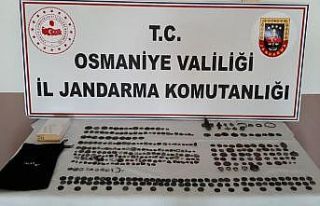 T.C.
OSMANİYE VALİLİĞİ
İL JANDARMA KOMUTANLIĞI